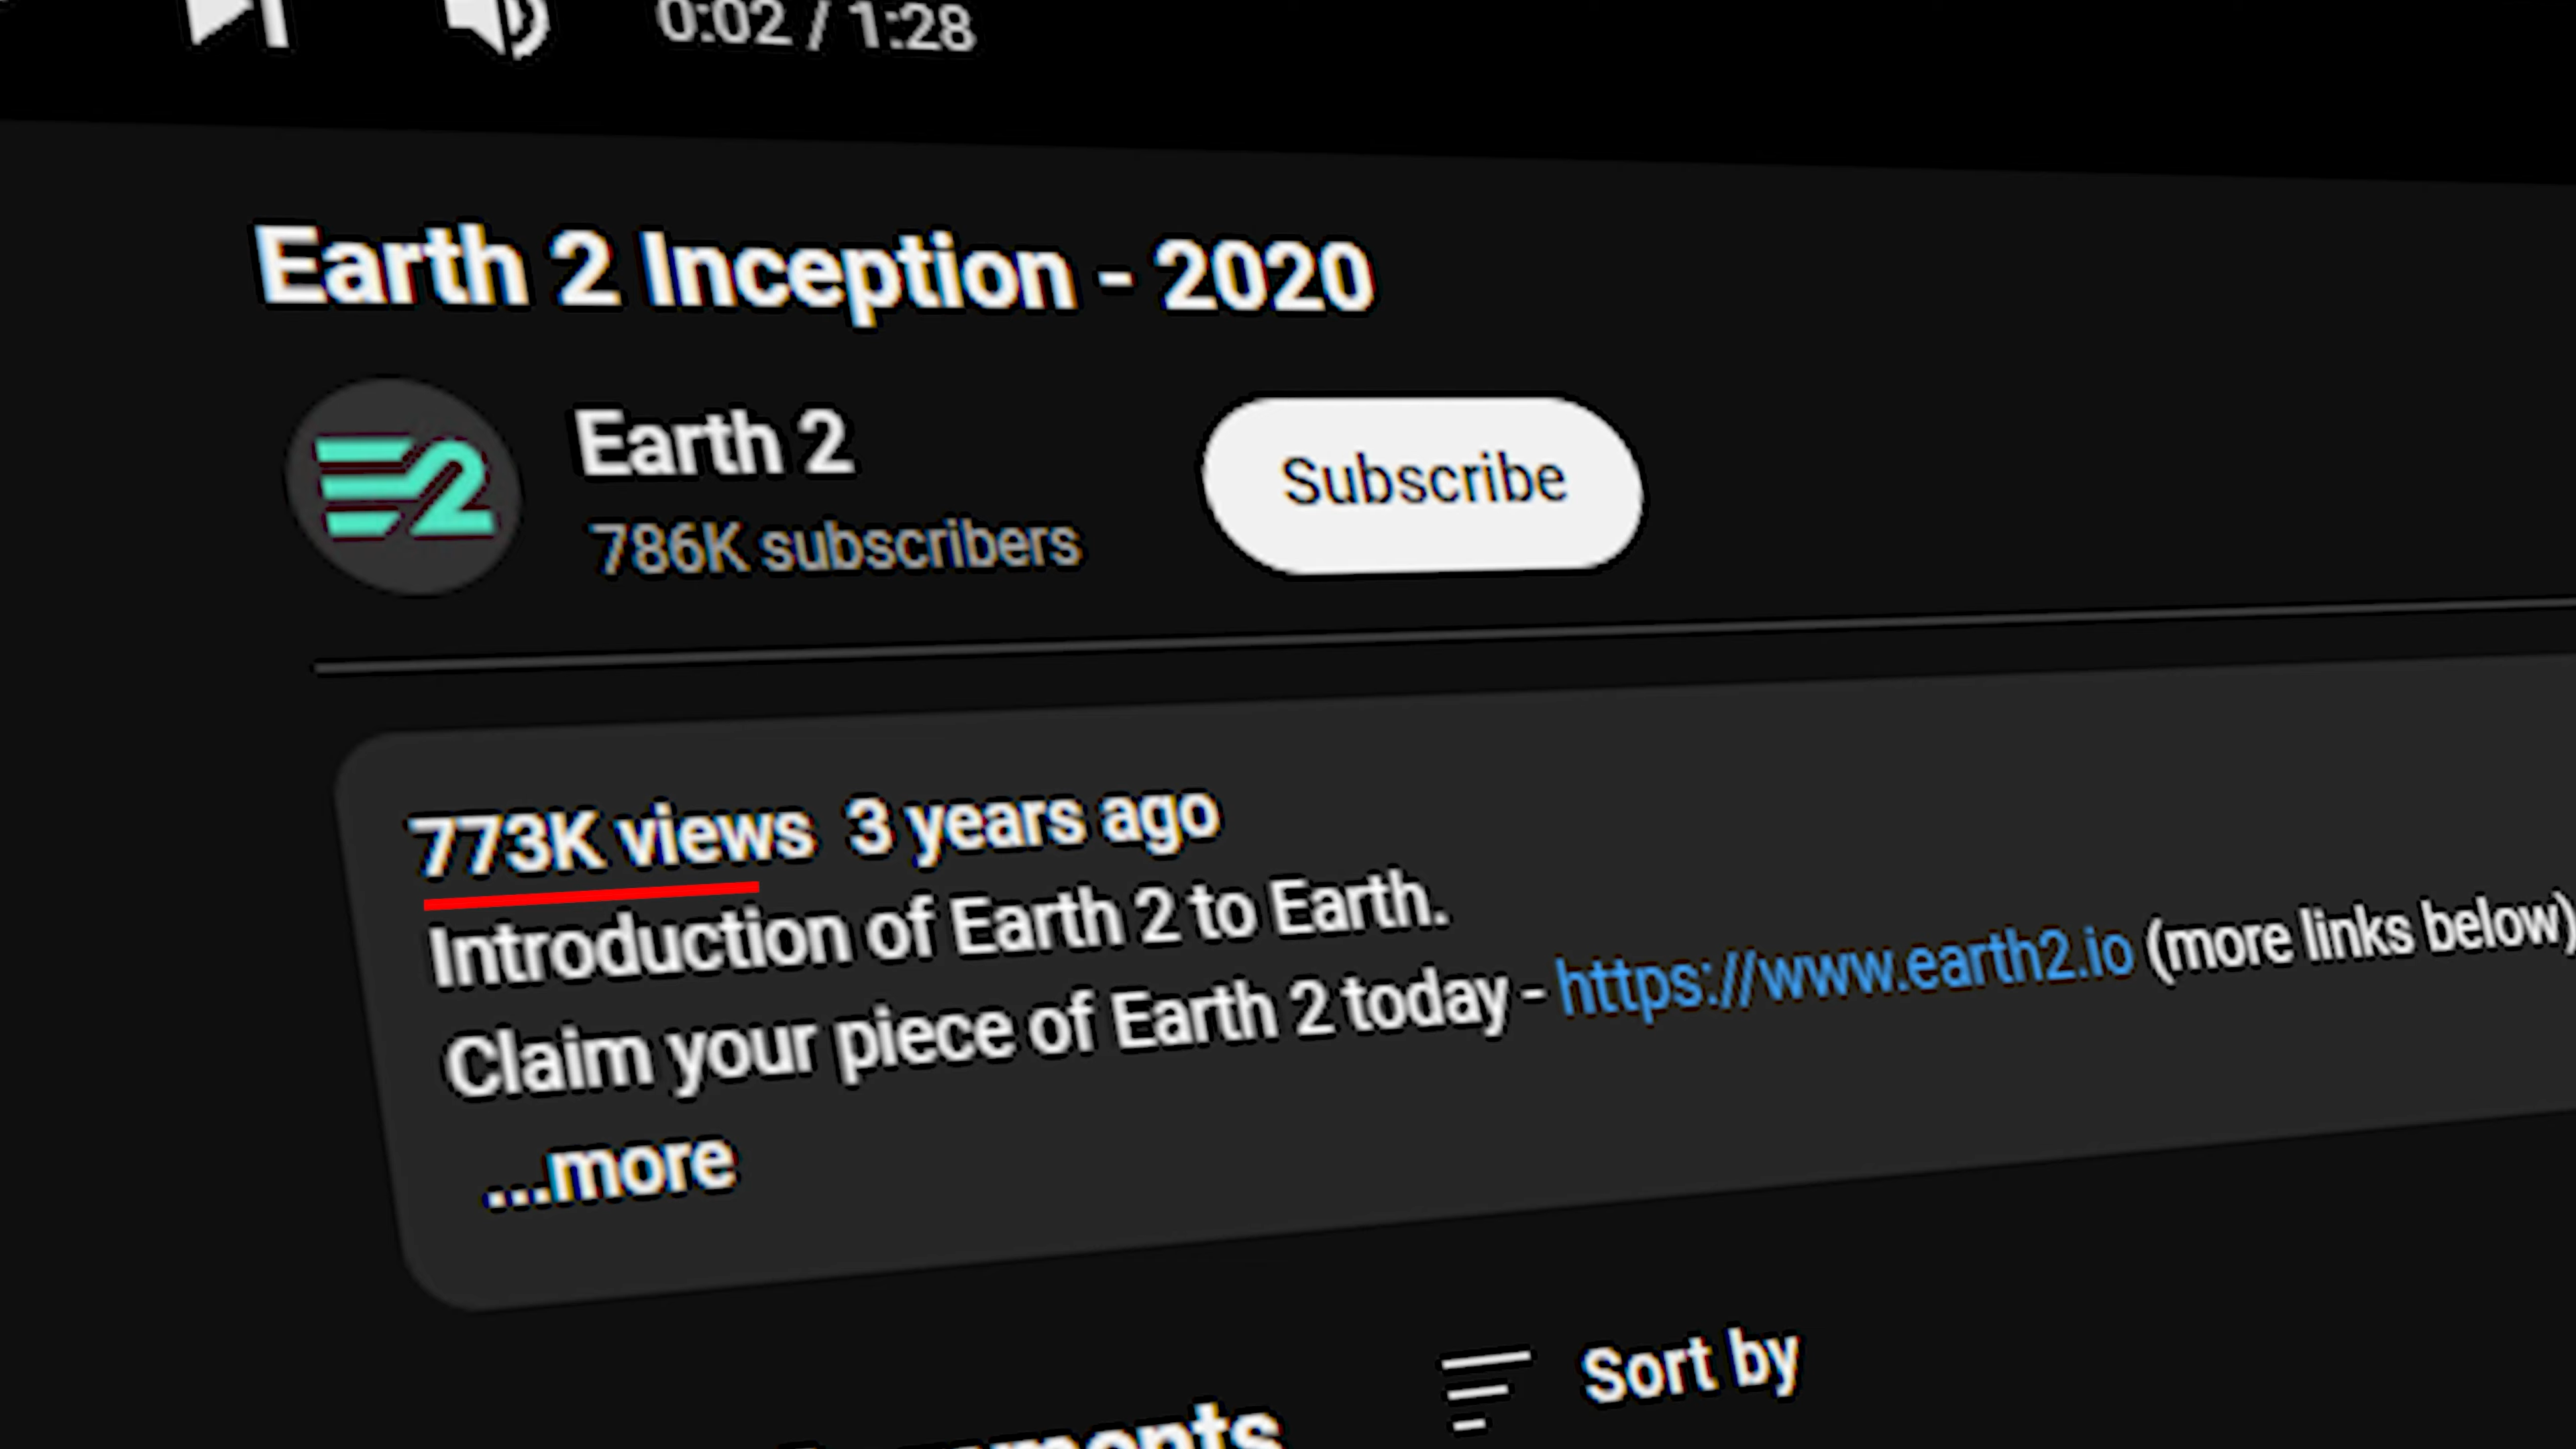 0:02 / 1:28
Earth 2 Inception - 2020
Earth 2
786K subscribers
Subscribe
773K views 3 years ago
Introduction of Earth 2 to Earth.
Claim your piece of Earth 2 today - https://www.earth2.io (more links below)
...more
Sort by